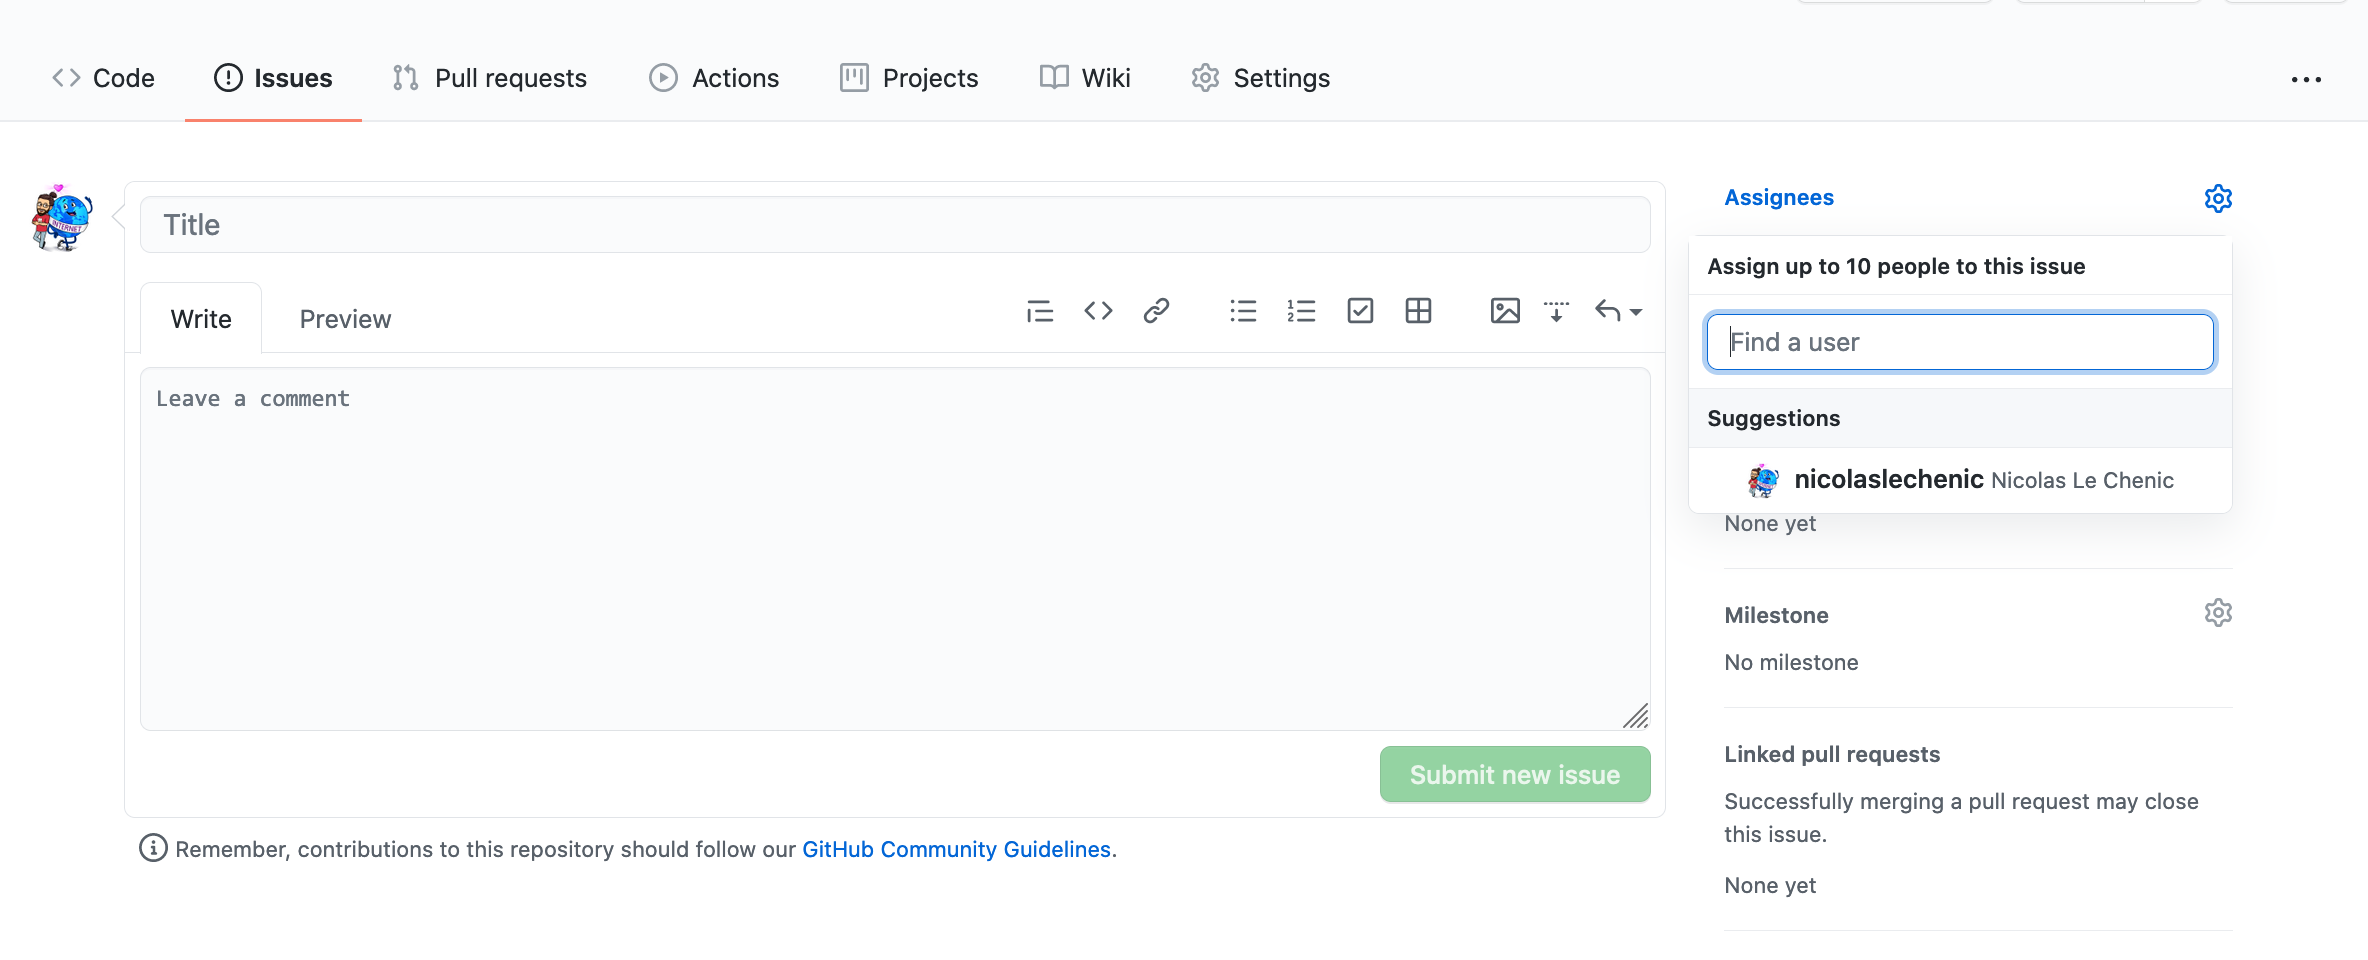 Code Issues Pull requests Actions Projects Wiki Settings
Title
Write Preview
Leave a comment
Submit new issue
Remember, contributions to this repository should follow our GitHub Community Guidelines.
Assignees
Assign up to 10 people to this issue
Find a user
Suggestions
nicolaslechenic Nicolas Le Chenic
None yet
Milestone
No milestone
Linked pull requests
Successfully merging a pull request may close
this issue.
None yet